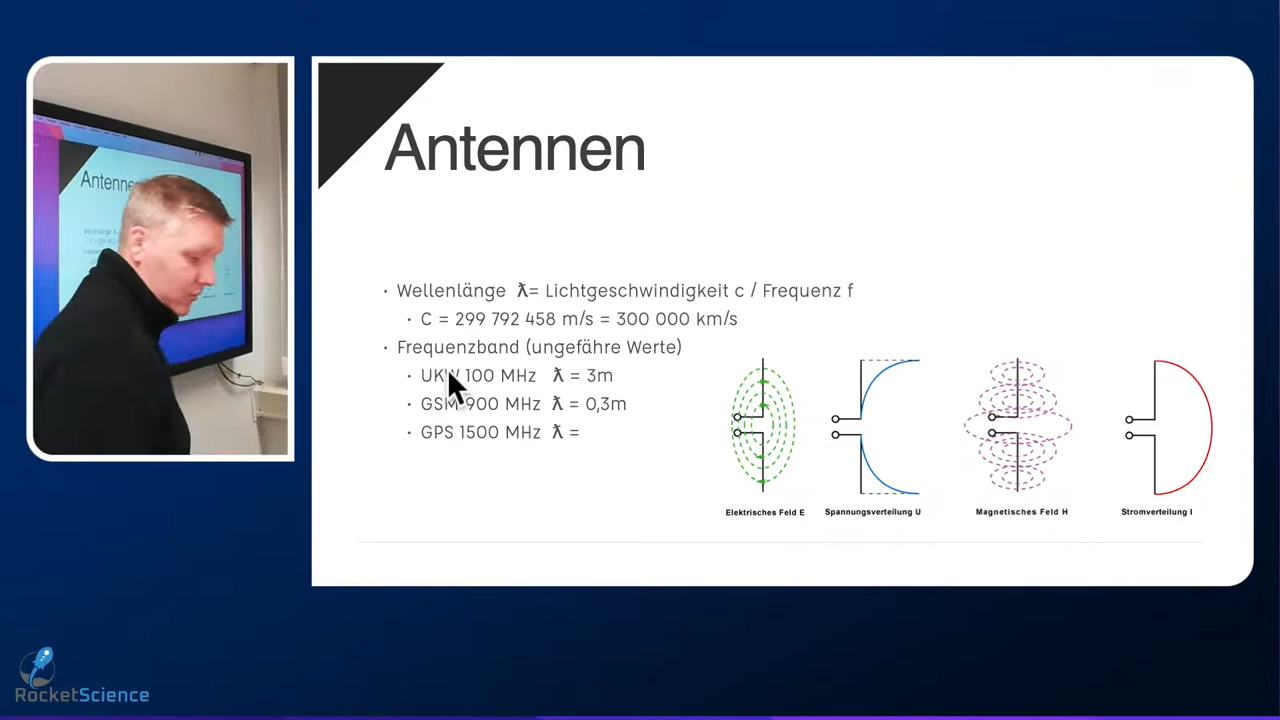 Antennen
Wellenlänge ƛ= Lichtgeschwindigkeit c / Frequenz f
C = 299 792 458 m/s = 300 000 km/s
Frequenzband (ungefähre Werte)
UKW 100 MHz ƛ = 3m
GSM 900 MHz ƛ = 0,3m
GPS 1500 MHz ƛ =
Elektrisches Feld E
Spannungsverteilung U
Magnetisches Feld H
Stromverteilung I
Antennen
RocketScience